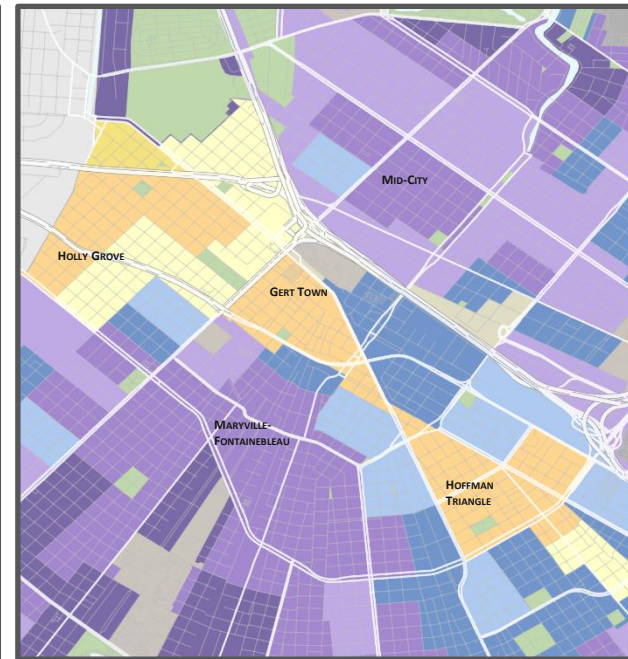 MID-CITY
HOLLY GROVE
GERT TOWN
MARYVILLE-
FONTAINEBLEAU
HOFFMAN
TRIANGLE